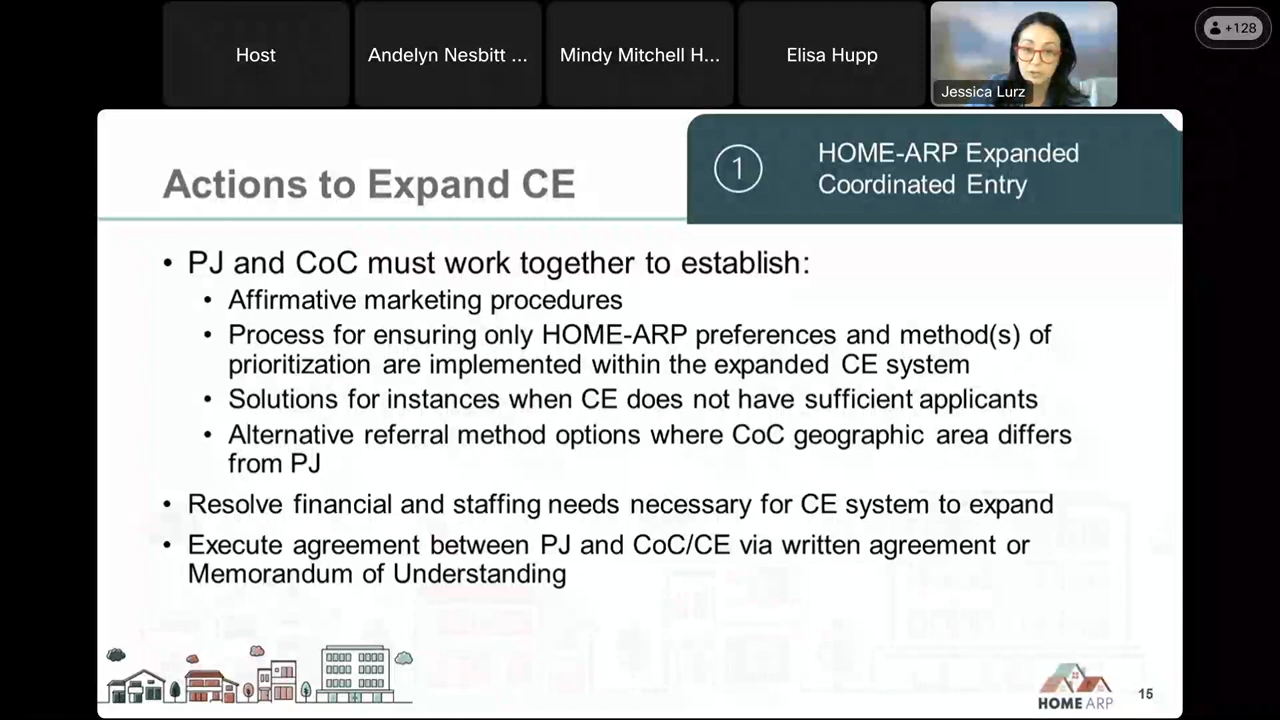 Host
Andelyn Nesbitt ...
Mindy Mitchell H...
Elisa Hupp
Jessica Lurz
+128
Actions to Expand CE
1
HOME-ARP Expanded
Coordinated Entry
• PJ and CoC must work together to establish:
• Affirmative marketing procedures
• Process for ensuring only HOME-ARP preferences and method(s) of
prioritization are implemented within the expanded CE system
• Solutions for instances when CE does not have sufficient applicants
• Alternative referral method options where CoC geographic area differs
from PJ
• Resolve financial and staffing needs necessary for CE system to expand
• Execute agreement between PJ and CoC/CE via written agreement or
Memorandum of Understanding
HOME ARP
15